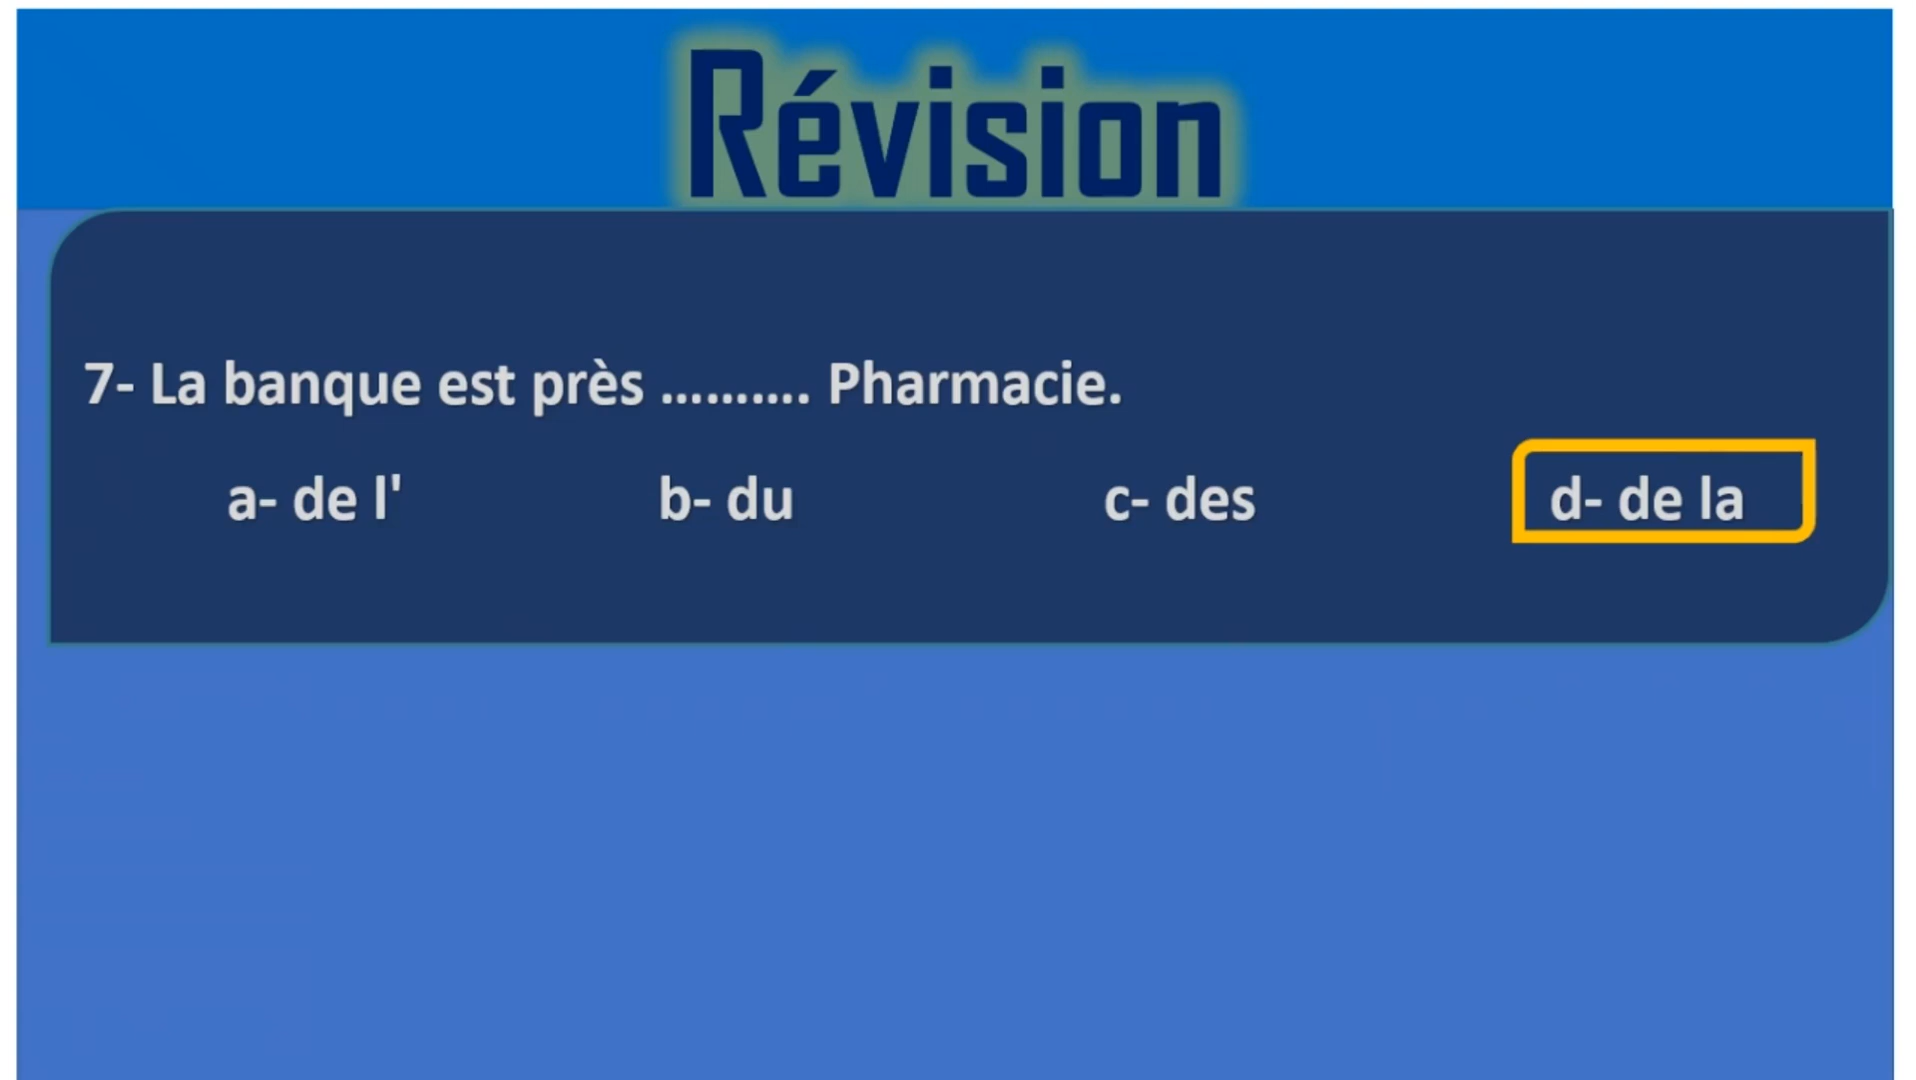 Révision
7- La banque est près .......... Pharmacie.
a- de l' b- du c- des d- de la